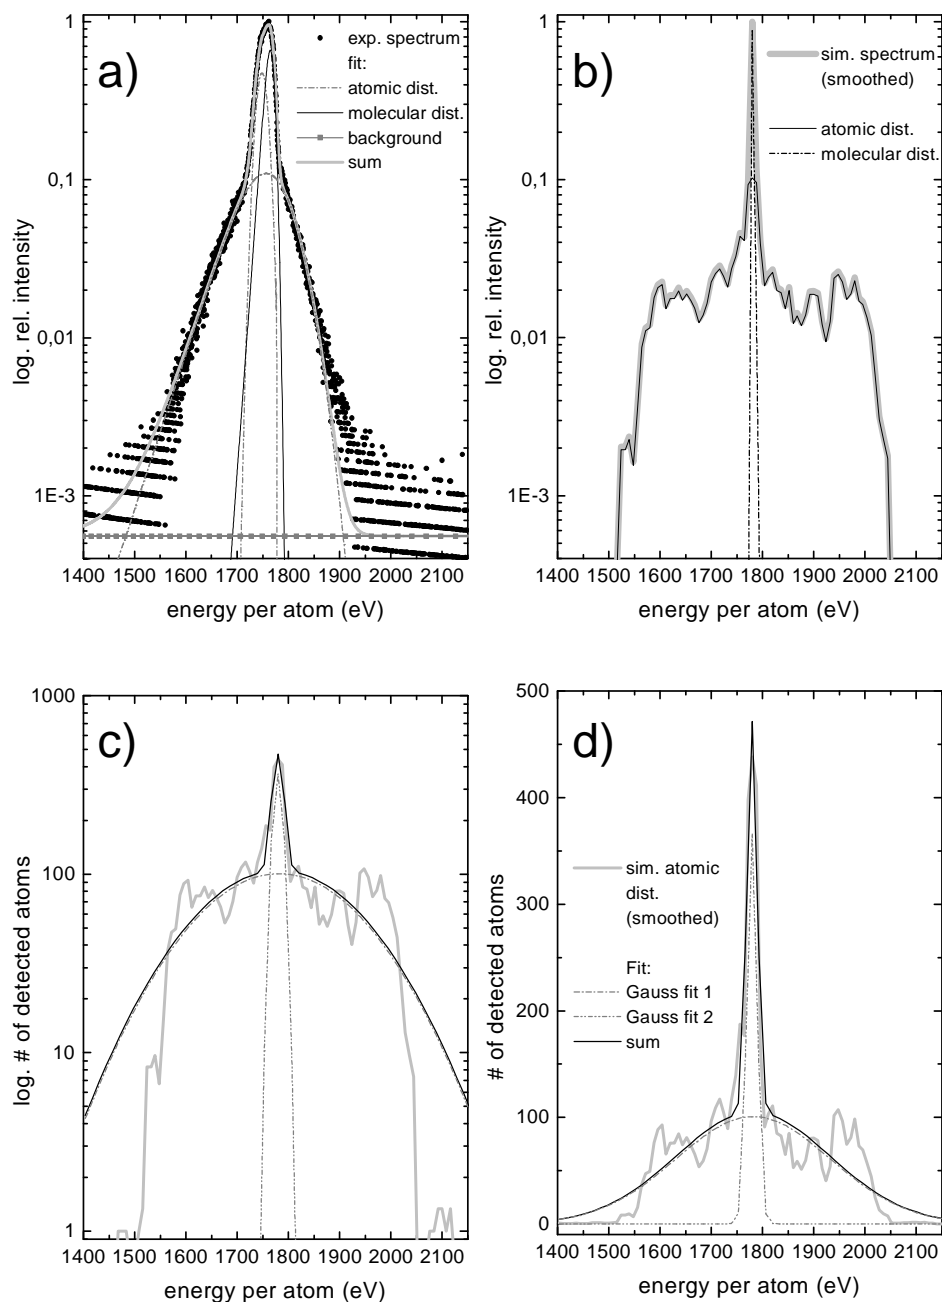 a)
exp. spectrum
fit:
atomic dist.
molecular dist.
background
sum
1
0,1
0,01
1E-3
log. rel. intensity
1400 1500 1600 1700 1800 1900 2000 2100
energy per atom (eV)
b)
sim. spectrum
(smoothed)
atomic dist.
molecular dist.
1
0,1
0,01
1E-3
log. rel. intensity
1400 1500 1600 1700 1800 1900 2000 2100
energy per atom (eV)
c)
1000
100
10
1
log. # of detected atoms
1400 1500 1600 1700 1800 1900 2000 2100
energy per atom (eV)
d)
sim. atomic
dist.
(smoothed)
Fit:
Gauss fit 1
Gauss fit 2
sum
500
400
300
200
100
0
# of detected atoms
1400 1500 1600 1700 1800 1900 2000 2100
energy per atom (eV)